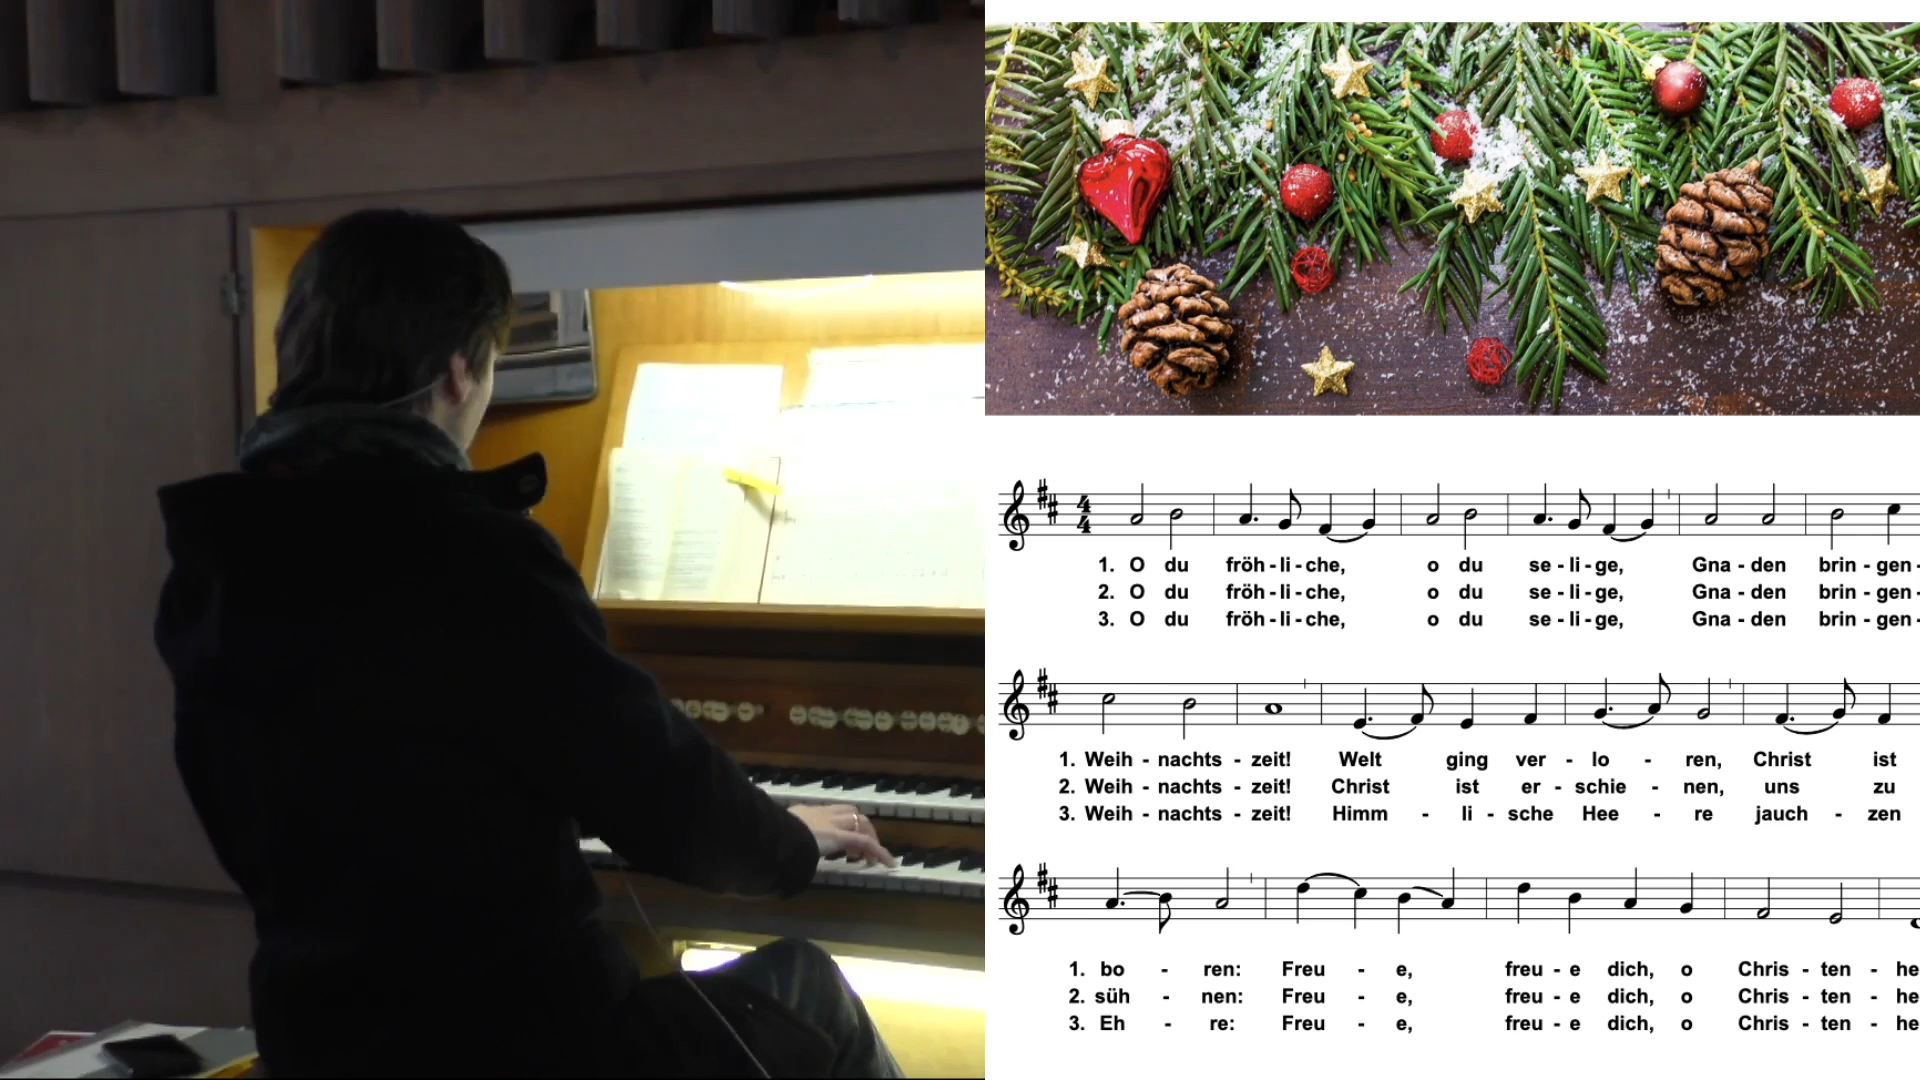 1. O du fröh - li - che, o du se - li - ge, Gna - den brin - gen -
2. O du fröh - li - che, o du se - li - ge, Gna - den brin - gen -
3. O du fröh - li - che, o du se - li - ge, Gna - den brin - gen -
1. Weih - nachts - zeit! Welt ging ver - lo - ren, Christ ist
2. Weih - nachts - zeit! Christ ist er - schie - nen, uns zu
3. Weih - nachts - zeit! Himm - li - sche Hee - re jauch - zen
1. bo - ren: Freu - e, freu - e dich, o Chris - ten - he
2. süh - nen: Freu - e, freu - e dich, o Chris - ten - he
3. Eh - re: Freu - e, freu - e dich, o Chris - ten - he